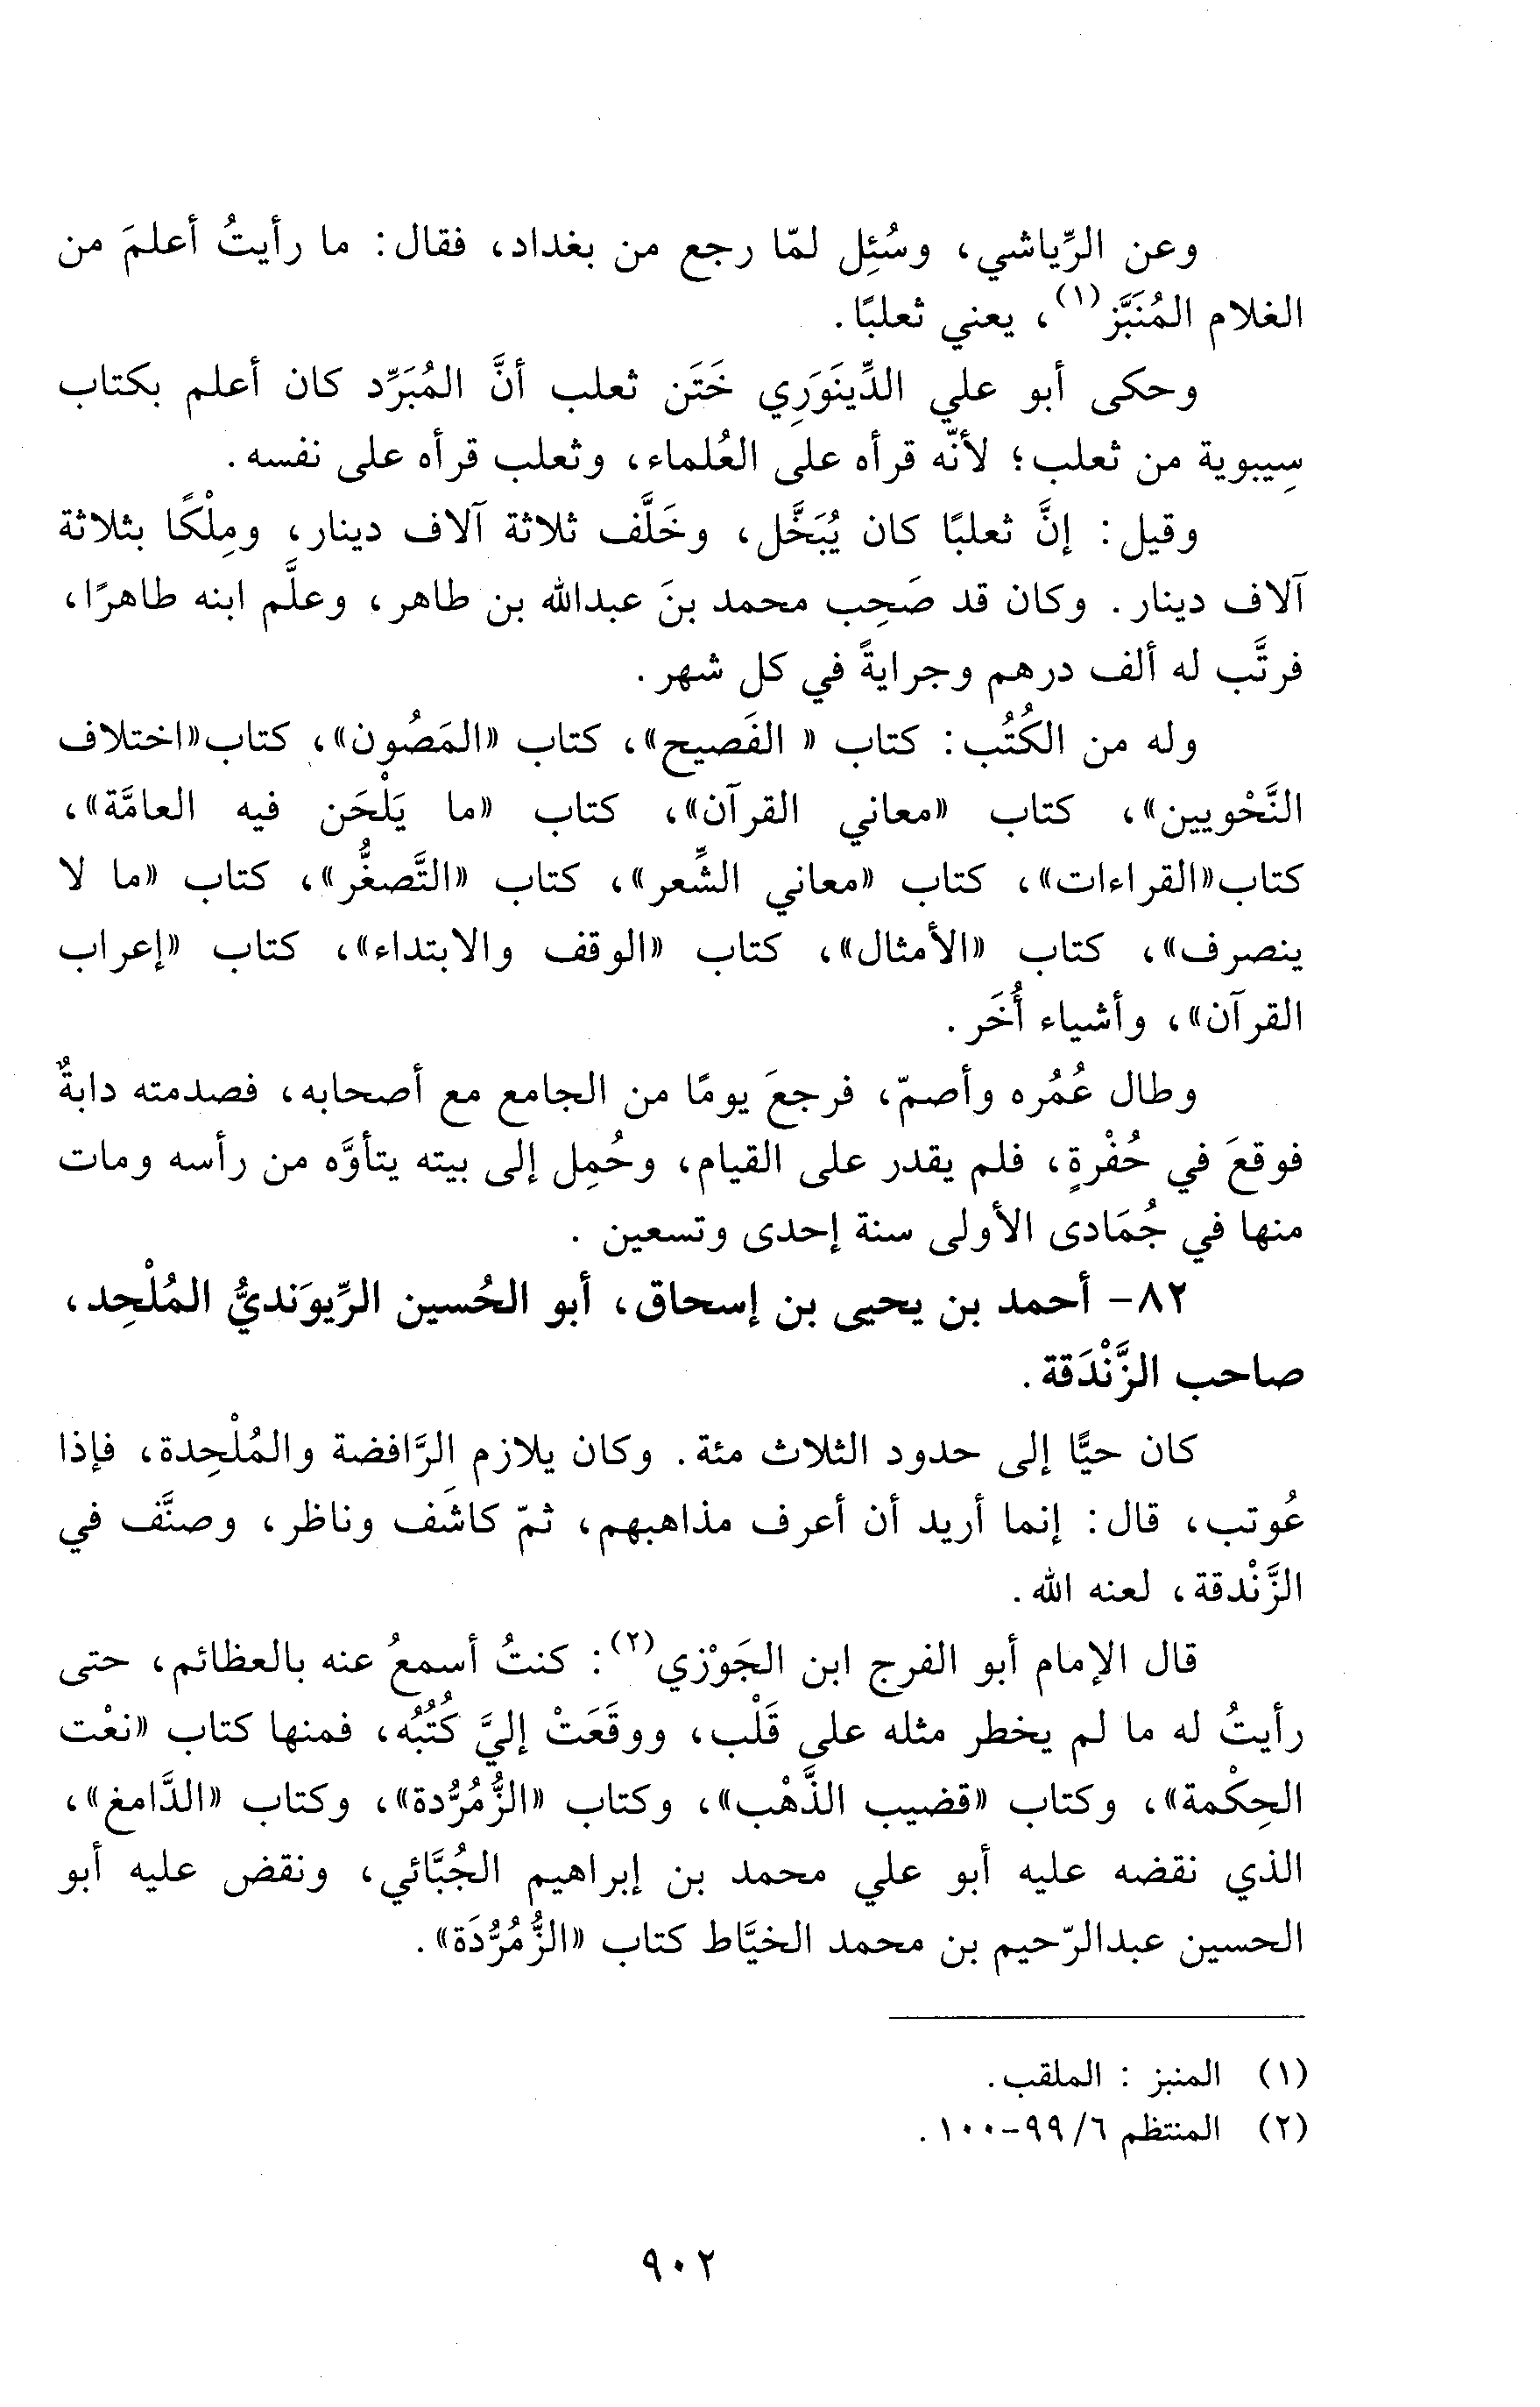 وعن الرِّياشي، وسُئِل لمّا رجع من بغداد، فقال: ما رأيتُ أعلمَ من
الغلام المُنَبَّز(١)، يعني ثعلبًا.
وحكى أبو علي الدِّينَوَرِي خَتَن ثعلب أنَّ المُبَرِّد كان أعلم بكتاب
سِيبوية من ثعلب؛ لأنّه قرأه على العُلماء، وثعلب قرأه على نفسه.
وقيل: إنَّ ثعلبًا كان يُبَخَّل، وخَلَّف ثلاثة آلاف دينار، ومِلْكًا بثلاثة
آلاف دينار. وكان قد صَحِب محمد بنَ عبدالله بن طاهر، وعلَّم ابنه طاهرًا،
فرتَّب له ألف درهم وجرايةً في كل شهر.
وله من الكُتُب: كتاب « الفَصيح»، كتاب «المَصُون»، كتاب«اختلاف
النَّحْويين»، كتاب «معاني القرآن»، كتاب «ما يَلْحَن فيه العامَّة»،
كتاب«القراءات»، كتاب «معاني الشِّعر»، كتاب «التَّصغُّر»، كتاب «ما لا
ينصرف»، كتاب «الأمثال»، كتاب «الوقف والابتداء»، كتاب «إعراب
القرآن»، وأشياء أُخَر.
وطال عُمُره وأصمّ، فرجعَ يومًا من الجامع مع أصحابه، فصدمته دابةٌ
فوقعَ في حُفْرةٍ، فلم يقدر على القيام، وحُمِل إلى بيته يتأوَّه من رأسه ومات
منها في جُمَادى الأولى سنة إحدى وتسعين .
٨٢- أحمد بن يحيى بن إسحاق، أبو الحُسين الرِّيوَنديُّ المُلْحِد،
صاحب الزَّنْدَقة.
كان حيًّا إلى حدود الثلاث مئة. وكان يلازم الرَّافِضة والمُلْحِدة، فإذا
عُوتب، قال: إنما أريد أن أعرف مذاهبهم، ثمّ كاشَف وناظر، وصنَّف في
الزَّنْدقة، لعنه الله.
قال الإمام أبو الفرج ابن الجَوْزي(٢): كنتُ أسمعُ عنه بالعظائم، حتى
رأيتُ له ما لم يخطر مثله على قَلْب، ووقَعَتْ إليَّ كُتُبُه، فمنها كتاب «نعْت
الحِكْمة»، وكتاب «قضيب الذَّهْب»، وكتاب «الزُّمُرُّدة»، وكتاب «الدَّامغ»،
الذي نقضه عليه أبو علي محمد بن إبراهيم الجُبَّائي، ونقض عليه أبو
الحسين عبدالرّحيم بن محمد الخيَّاط كتاب «الزُّمُرُّدَة».
(١) المنبز : الملقب.
(٢) المنتظم ٦/ ٩٩-١٠٠.
٩٠٢